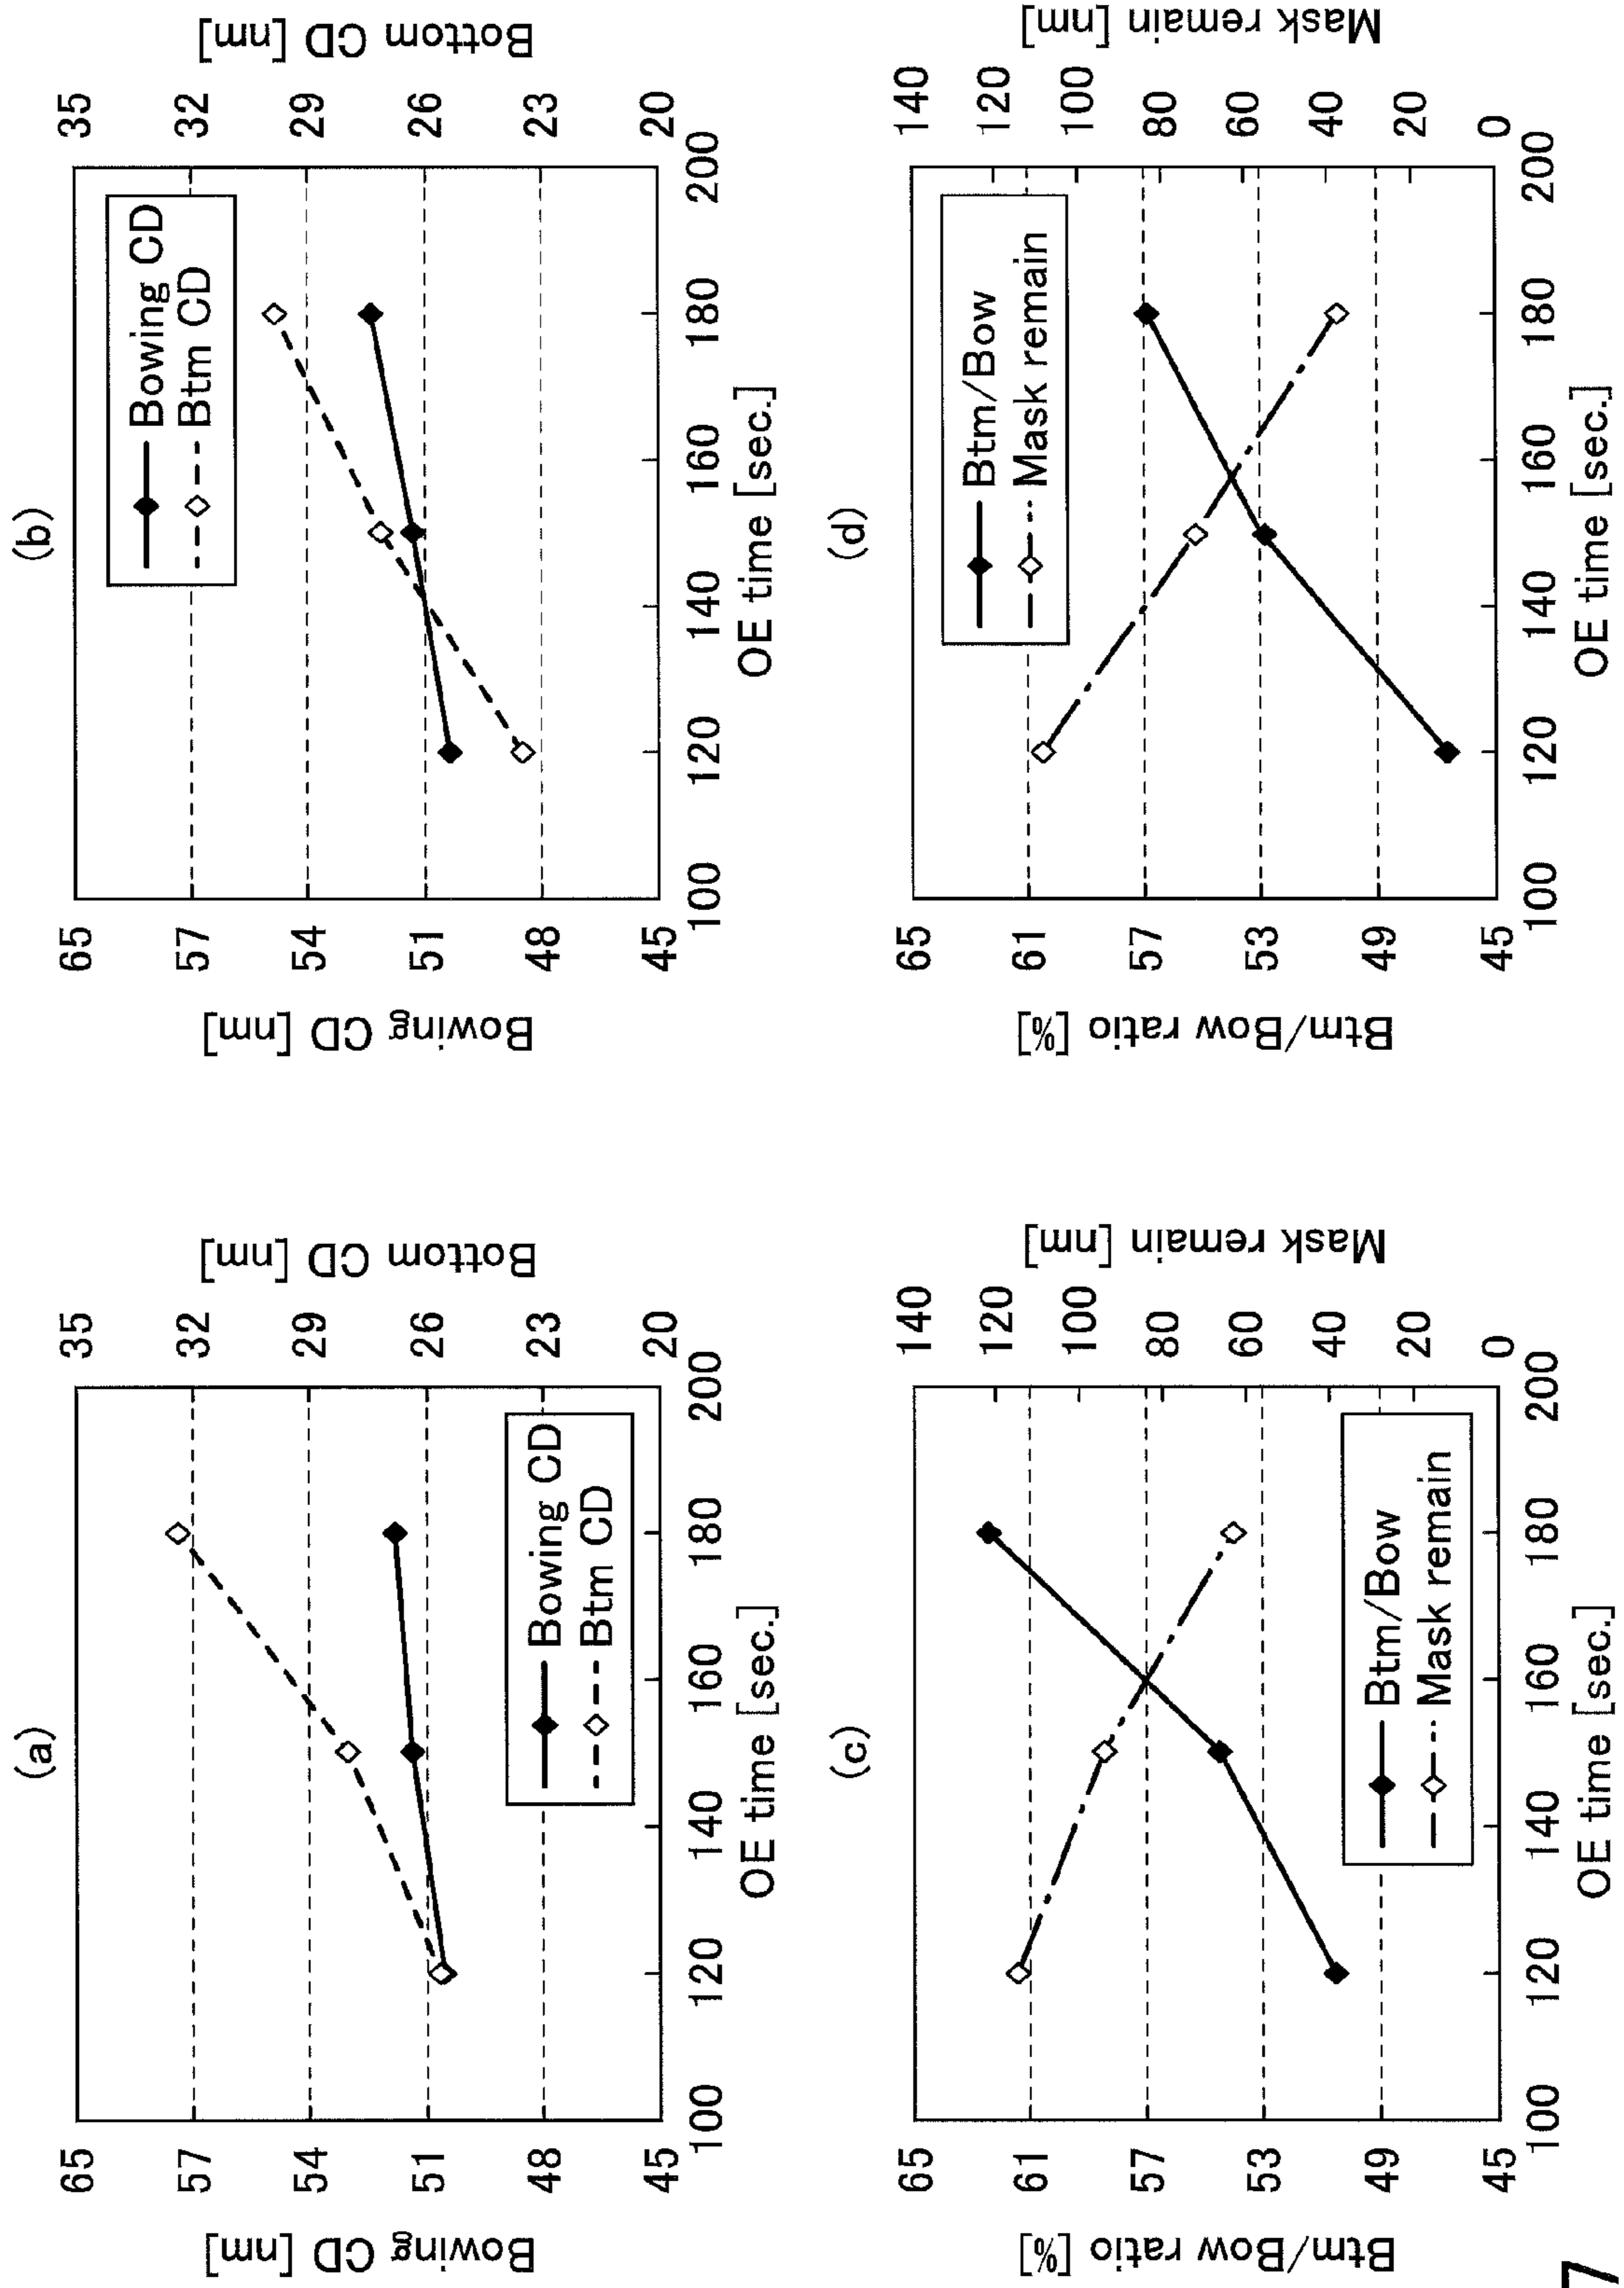 (a)
Bowing CD [nm]
65
57
54
51
48
45
Bottom CD [nm]
35
32
29
26
23
20
Bowing CD
Btm CD
100 120 140 160 180 200
OE time [sec.]
(b)
Bowing CD [nm]
65
57
54
51
48
45
Bottom CD [nm]
35
32
29
26
23
20
Bowing CD
Btm CD
100 120 140 160 180 200
OE time [sec.]
(c)
Btm/Bow ratio [%]
65
61
57
53
49
45
Mask remain [nm]
140
120
100
80
60
40
20
0
Btm/Bow
Mask remain
100 120 140 160 180 200
OE time [sec.]
(d)
Btm/Bow ratio [%]
65
61
57
53
49
45
Mask remain [nm]
140
120
100
80
60
40
20
0
Btm/Bow
Mask remain
100 120 140 160 180 200
OE time [sec.]
7